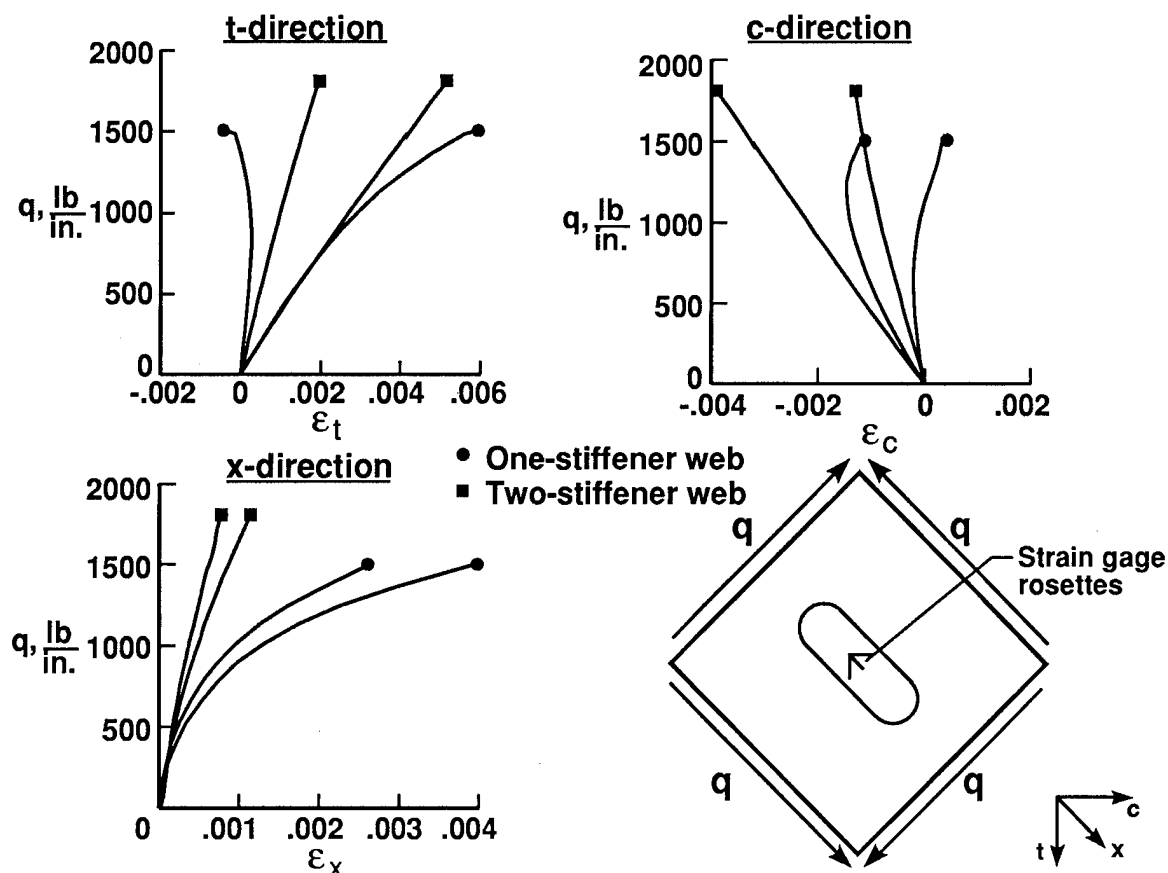 t-direction
2000
1500
q, lb/in.
1000
500
0
-.002 0 .002 .004 .006
εt
c-direction
2000
1500
q, lb/in.
1000
500
0
-.004 -.002 0 .002
εc
x-direction
2000
1500
q, lb/in.
1000
500
0 .001 .002 .003 .004
εx
One-stiffener web
Two-stiffener web
q
q
Strain gage
rosettes
q
q
c
x
t